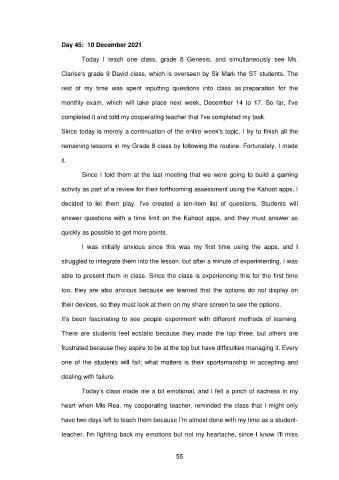 Day 45:  10 December 2021
Today I teach one class, grade 8 Genesis, and simultaneously see Ms.
Clarise's grade 9 David class, which is overseen by Sir Mark the ST students. The
rest of my time was spent inputting questions into class as preparation for the
monthly exam, which will take place next week, December 14 to 17. So far, I've
completed it and told my cooperating teacher that I've completed my task.
Since today is merely a continuation of the entire week's topic, I try to finish all the
remaining lessons in my Grade 8 class by following the routine. Fortunately, I made
it.
Since I told them at the last meeting that we were going to build a gaming
activity as part of a review for their forthcoming assessment using the Kahoot apps, I
decided to let them play. I've created a ten-item list of questions. Students will
answer questions with a time limit on the Kahoot apps, and they must answer as
quickly as possible to get more points.
I was initially anxious since this was my first time using the apps, and I
struggled to integrate them into the lesson, but after a minute of experimenting, I was
able to present them in class. Since the class is experiencing this for the first time
too, they are also anxious because we learned that the options do not display on
their devices, so they must look at them on my share screen to see the options.
It's been fascinating to see people experiment with different methods of learning.
There are students feel ecstatic because they made the top three, but others are
frustrated because they aspire to be at the top but have difficulties managing it. Every
one of the students will fail; what matters is their sportsmanship in accepting and
dealing with failure.
Today's class made me a bit emotional, and I felt a pinch of sadness in my
heart when Mis Rea, my cooperating teacher, reminded the class that I might only
have two days left to teach them because I'm almost done with my time as a student-
teacher. I'm fighting back my emotions but not my heartache, since I know I'll miss
55